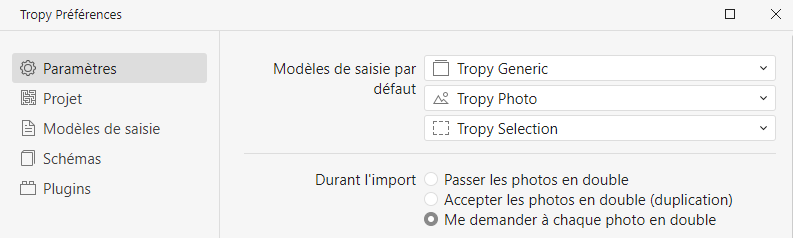 Tropy Préférences
Paramètres
Projet
Modèles de saisie
Schémas
Plugins
Modèles de saisie par
défaut
Tropy Generic
Tropy Photo
Tropy Selection
Durant l'import
Passer les photos en double
Accepter les photos en double (duplication)
Me demander à chaque photo en double